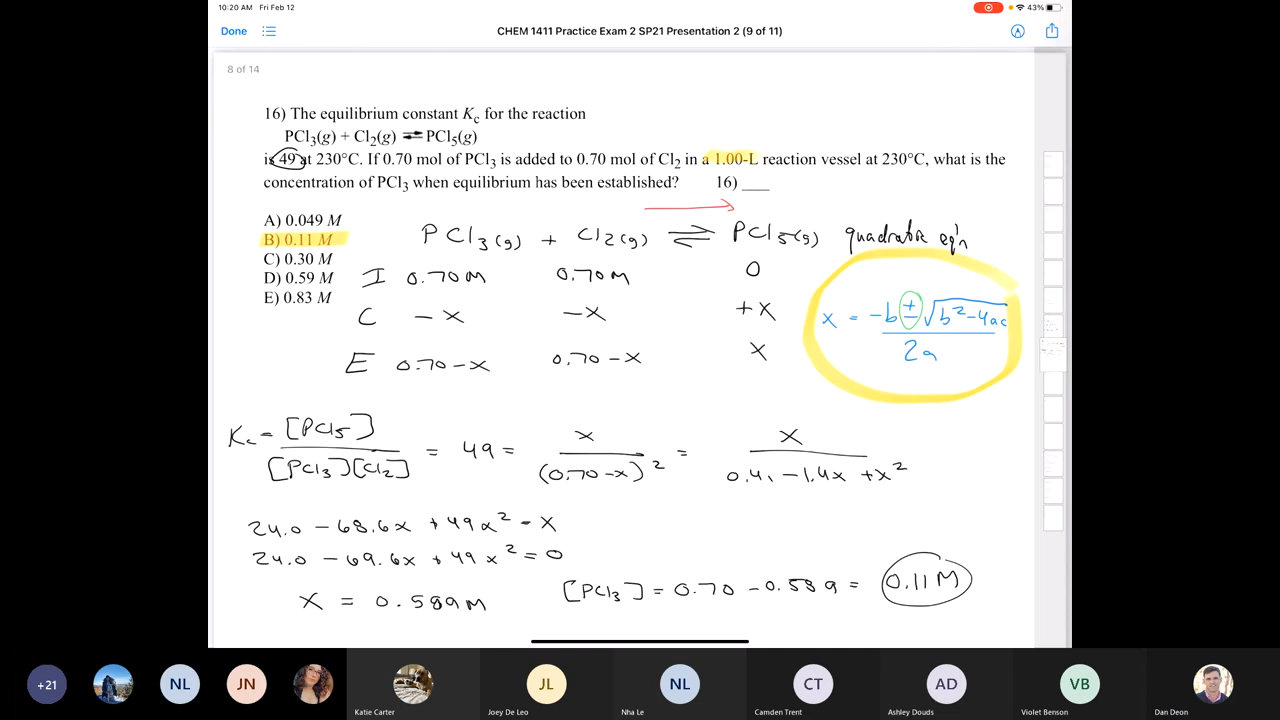 10:20 AM Fri Feb 12
43%
Done
CHEM 1411 Practice Exam 2 SP21 Presentation 2 (9 of 11)
8 of 14
16) The equilibrium constant Kc for the reaction
PCl3(g) + Cl2(g) ⇌ PCl5(g)
is 49 at 230°C. If 0.70 mol of PCl3 is added to 0.70 mol of Cl2 in a 1.00-L reaction vessel at 230°C, what is the
concentration of PCl3 when equilibrium has been established? 16) ____
A) 0.049 M
B) 0.11 M
C) 0.30 M
D) 0.59 M
E) 0.83 M
PCl3(g) + Cl2(g) ⇌ PCl5(g) quadratic eq'n
I 0.70M 0.70M 0
C -x -x +x
E 0.70-x 0.70-x x
x = -b ± √b²-4ac / 2a
Kc = [PCl5] / [PCl3][Cl2] = 49 = x / (0.70-x)² = x / 0.49 - 1.4x + x²
24.0 - 68.6x + 49x² = x
24.0 - 69.6x + 49x² = 0
x = 0.589M [PCl3] = 0.70 - 0.589 = 0.11M
+21
NL
JN
JL
NL
CT
AD
VB
Katie Carter
Joey De Leo
Nha Le
Camden Trent
Ashley Douds
Violet Benson
Dan Deon